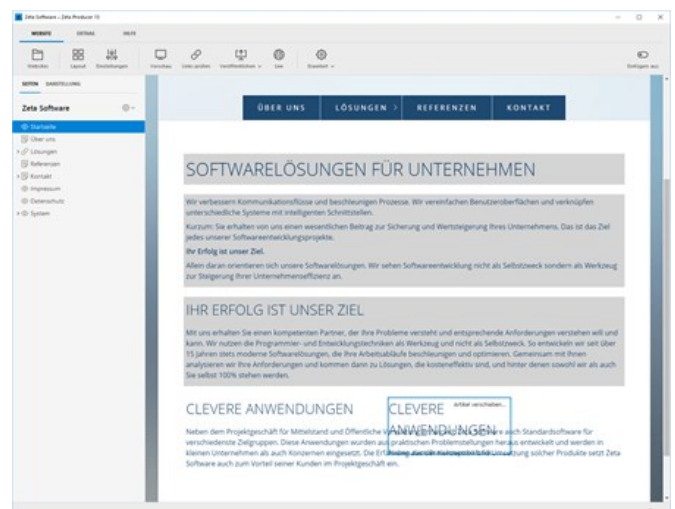 Zeta Software - Zeta Producer 15
WEBSITE EXTRAS HILFE
Websites Layout Einstellungen Vorschau Links prüfen Veröffentlichen Live Erweitert Einfügen: aus
SEITEN DARSTELLUNG
Zeta Software
Startseite
Über uns
Lösungen
Referenzen
Kontakt
Impressum
Datenschutz
System
ÜBER UNS LÖSUNGEN > REFERENZEN KONTAKT
SOFTWARELÖSUNGEN FÜR UNTERNEHMEN
Wir verbessern Kommunikationsflüsse und beschleunigen Prozesse. Wir vereinfachen Benutzeroberflächen und verknüpfen
unterschiedliche Systeme mit intelligenten Schnittstellen.
Kurzum: Sie erhalten von uns einen wesentlichen Beitrag zur Sicherung und Wertsteigerung Ihres Unternehmens. Das ist das Ziel
jedes unserer Softwareentwicklungsprojekte.
Ihr Erfolg ist unser Ziel.
Allein daran orientieren sich unsere Softwarelösungen. Wir sehen Softwareentwicklung nicht als Selbstzweck sondern als Werkzeug
zur Steigerung Ihrer Unternehmenseffizienz an.
IHR ERFOLG IST UNSER ZIEL
Mit uns erhalten Sie einen kompetenten Partner, der Ihre Probleme versteht und entsprechende Anforderungen verstehen will und
kann. Wir nutzen die Programmier- und Entwicklungstechniken als Werkzeug und nicht als Selbstzweck. So entwickeln wir seit über
15 Jahren stets moderne Softwarelösungen, die Ihre Arbeitsabläufe beschleunigen und optimieren. Gemeinsam mit Ihnen
analysieren wir Ihre Anforderungen und kommen dann zu Lösungen, die kosteneffektiv sind, und hinter denen sowohl wir als auch
Sie selbst 100% stehen werden.
CLEVERE ANWENDUNGEN
CLEVERE Artikel verschieben...
ANWENDUNGEN
Neben dem Projektgeschäft für Mittelstand und Öffentliche auch Standardsoftware für
verschiedenste Zielgruppen. Diese Anwendungen wurden aus praktischen Problemstellungen heraus entwickelt und werden in
kleinen Unternehmen als auch Konzernen eingesetzt. Die Umsetzung solcher Produkte setzt Zeta
Software auch zum Vorteil seiner Kunden im Projektgeschäft ein.